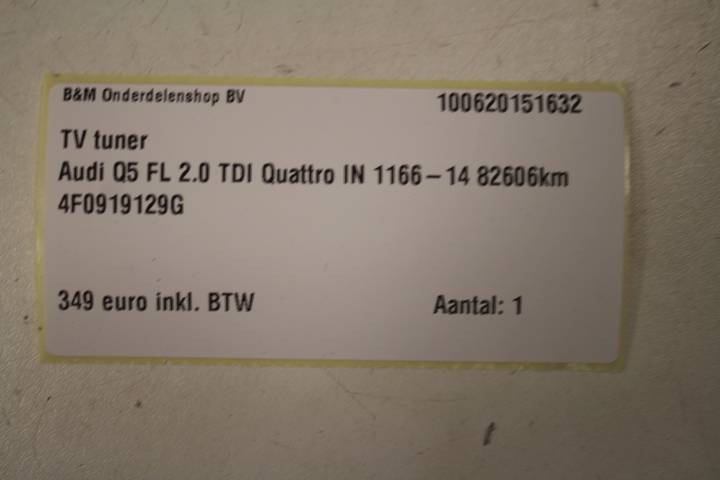 B&M Onderdelenshop BV 100620151632
TV tuner
Audi Q5 FL 2.0 TDI Quattro IN 1166-14 82606km
4F0919129G
349 euro inkl. BTW Aantal: 1